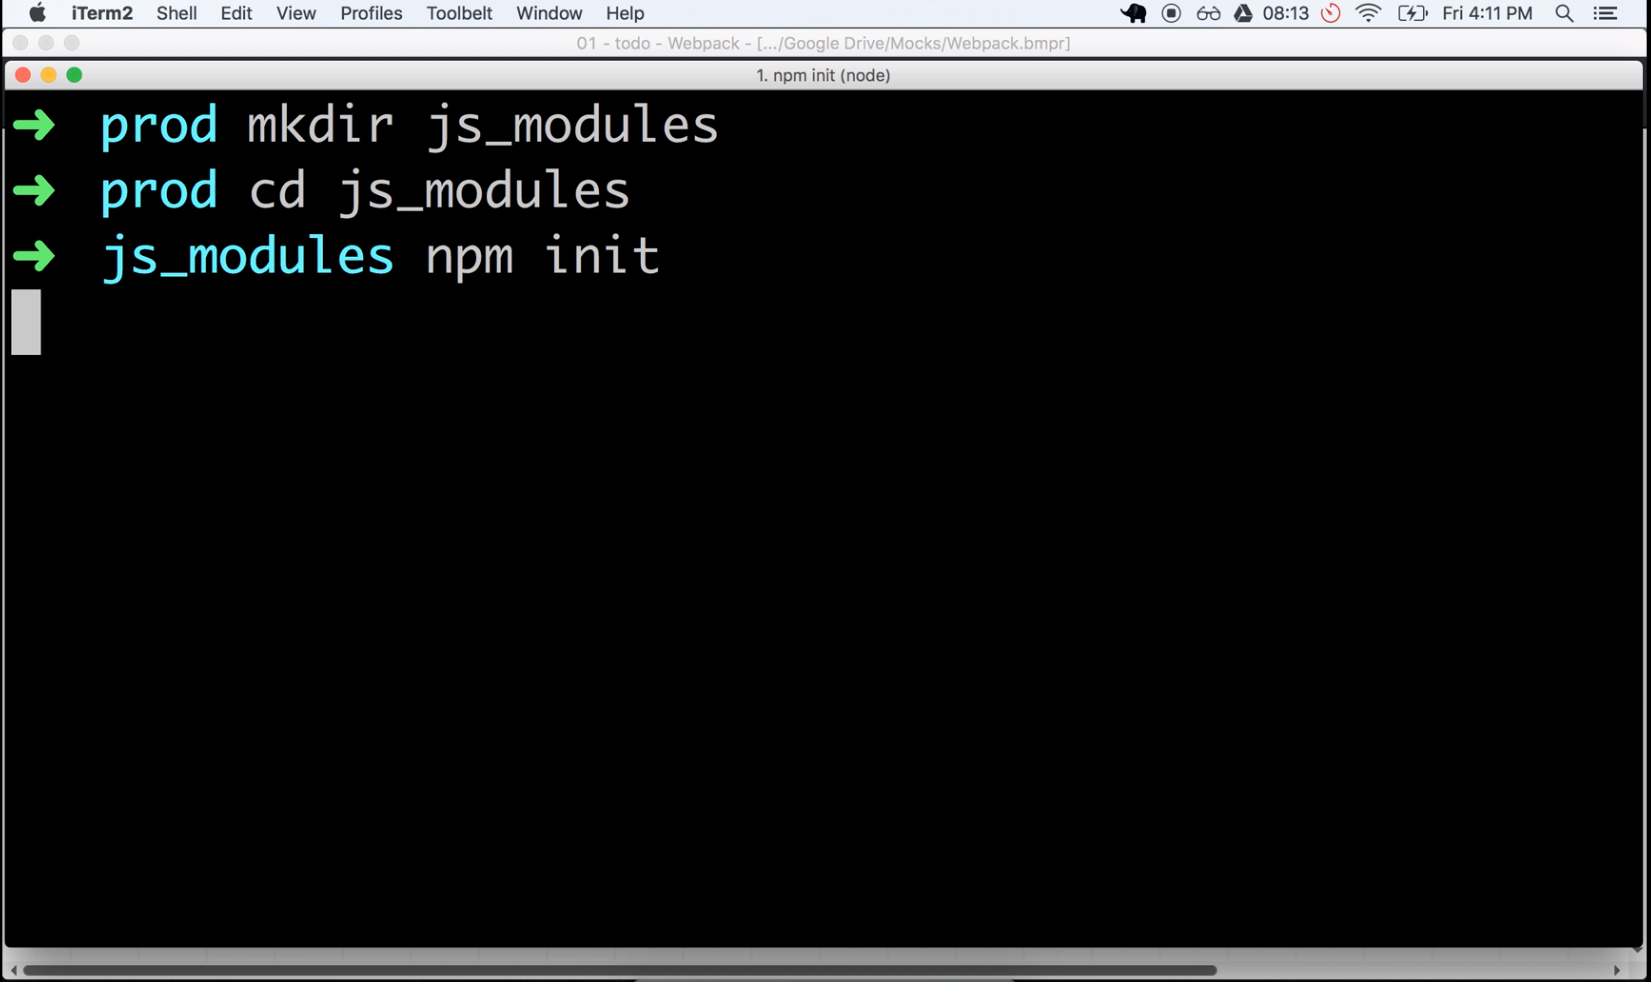 iTerm2 Shell Edit View Profiles Toolbelt Window Help 08:13 Fri 4:11 PM
01 - todo - Webpack - [.../Google Drive/Mocks/Webpack.bmpr]
1. npm init (node)
➜ prod mkdir js_modules
➜ prod cd js_modules
➜ js_modules npm init